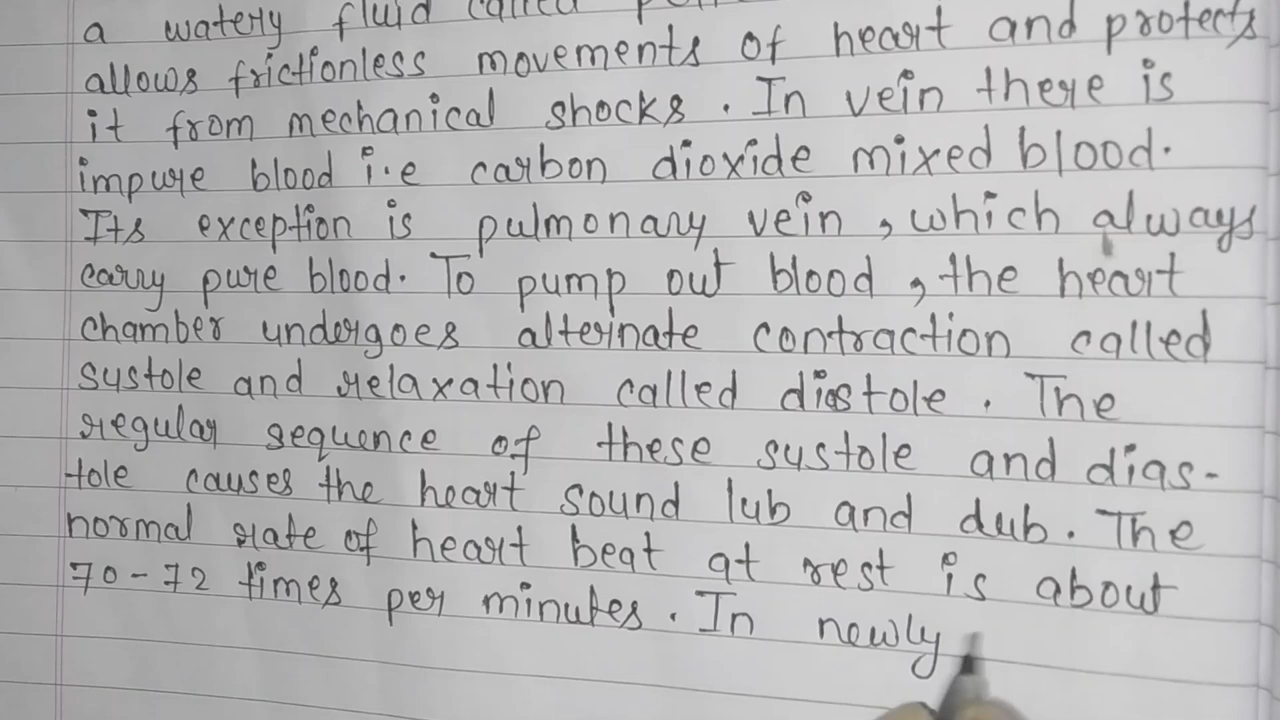 a watery fluid called
allows frictionless movements of heart and protects
it from mechanical shocks. In vein there is
impure blood i.e carbon dioxide mixed blood.
Its exception is pulmonary vein, which always
carry pure blood. To pump out blood, the heart
chamber undergoes alternate contraction called
systole and relaxation called diastole. The
regular sequence of these systole and dias-
tole causes the heart sound lub and dub. The
normal rate of heart beat at rest is about
70-72 times per minutes. In newly